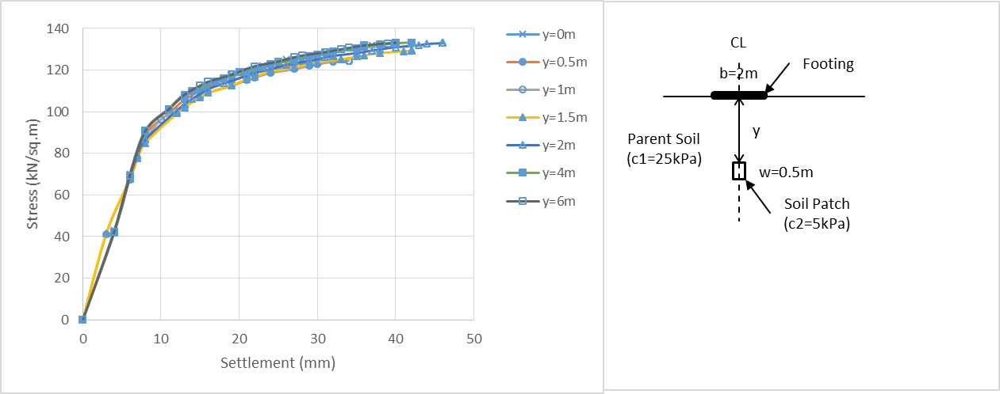 140
120
100
80
60
40
20
0
0 10 20 30 40 50
Stress (kN/sq.m)
Settlement (mm)
y=0m
y=0.5m
y=1m
y=1.5m
y=2m
y=4m
y=6m
CL
b=2m
Footing
y
Parent Soil
(c1=25kPa)
w=0.5m
Soil Patch
(c2=5kPa)